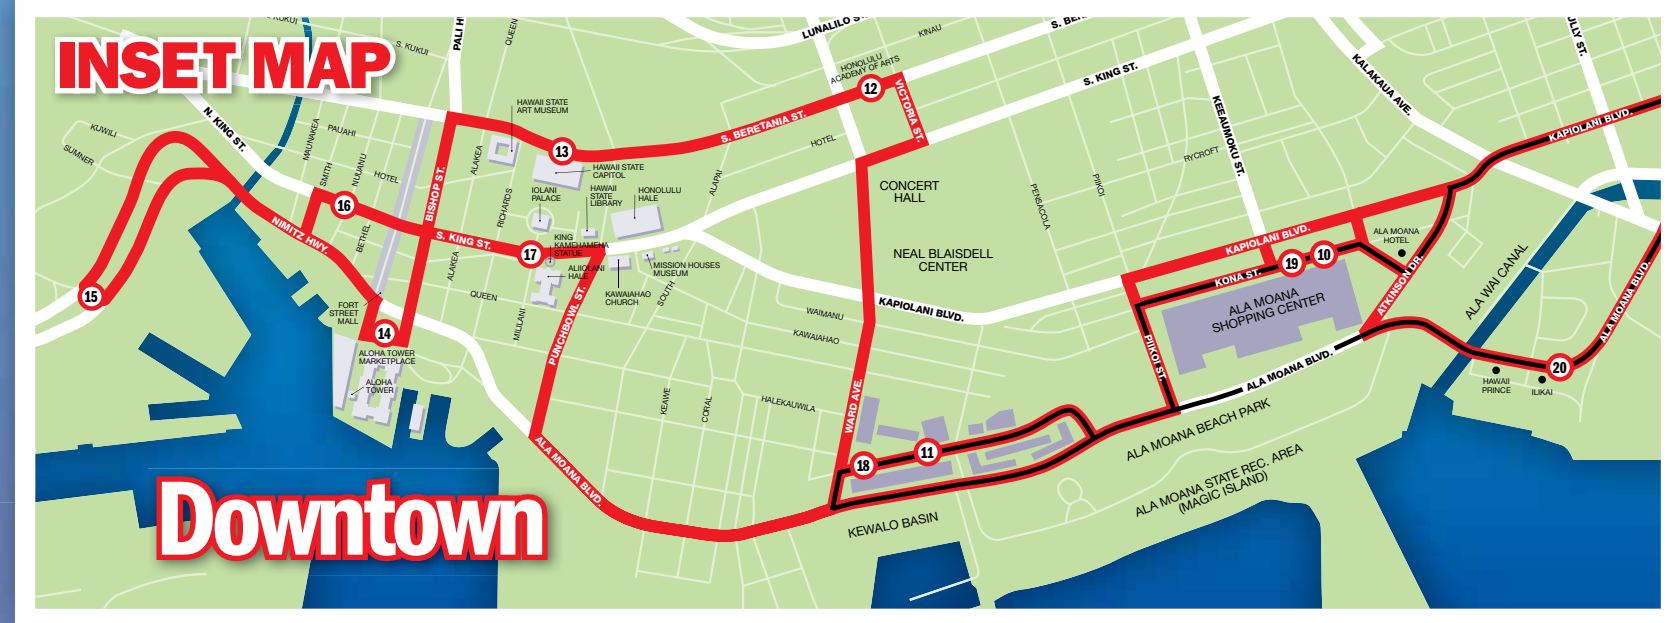 INSET MAP
KUKUI
S. KUKUI
PALI H
QUEEN
LUNALILO S
KINAU
HONOLULU
ACADEMY OF ARTS
12
VICTORIA ST.
S. KING ST.
KALAKAUA AVE.
KEEAUMOKU ST.
KAPIOLANI BLVD.
N. KING ST.
KUWILI
SUMNER
MAUNAKEA
PAUAHI
SMITH
NUUANU
HOTEL
HAWAII STATE
ART MUSEUM
13
S. BERETANIA ST.
HOTEL
ALAKEA
BISHOP ST.
HAWAII STATE
CAPITOL
IOLANI
PALACE
HAWAII
STATE
LIBRARY
HONOLULU
HALE
ALAPAI
RICHARDS
16
NIMITZ HWY.
BETHEL
S. KING ST.
17
KING
KAMEHAMEHA
STATUE
ALIIOLANI
HALE
KAWAIAHAO
CHURCH
MISSION HOUSES
MUSEUM
SOUTH
ALAKEA
QUEEN
MILILANI
PUNCHBOWL ST.
15
FORT
STREET
MALL
14
ALOHA TOWER
MARKETPLACE
ALOHA
TOWER
CONCERT
HALL
NEAL BLAISDELL
CENTER
KAPIOLANI BLVD.
WAIMANU
KAWAIAHAO
KEAWE
CORAL
HALEKAUWILA
WARD AVE.
PENSACOLA
PIIKOI
RYCROFT
KAPIOLANI BLVD.
KONA ST.
19
10
ALA MOANA
HOTEL
ATKINSON DR.
ALA MOANA
SHOPPING CENTER
PIIKOI ST.
ALA MOANA BLVD.
ALA WAI CANAL
ALA MOANA BLVD.
20
HAWAII
PRINCE
ILIKAI
18
11
ALA MOANA BLVD.
ALA MOANA BEACH PARK
ALA MOANA STATE REC. AREA
(MAGIC ISLAND)
KEWALO BASIN
Downtown